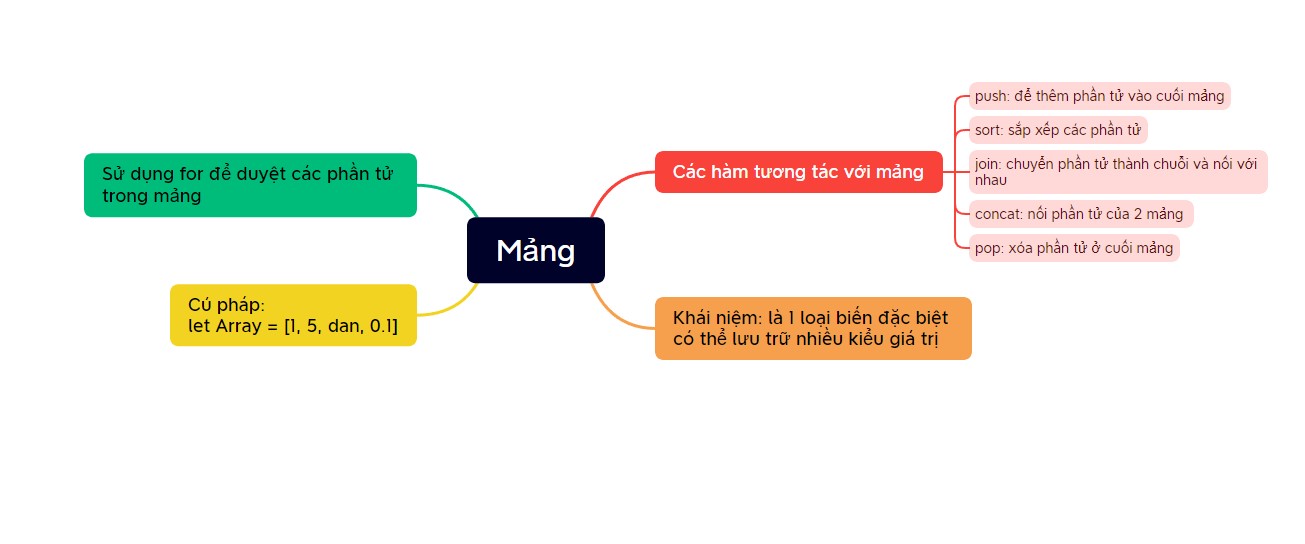 Mảng
Các hàm tương tác với mảng
push: để thêm phần tử vào cuối mảng
sort: sắp xếp các phần tử
join: chuyển phần tử thành chuỗi và nối với
nhau
concat: nối phần tử của 2 mảng
pop: xóa phần tử ở cuối mảng
Khái niệm: là 1 loại biến đặc biệt
có thể lưu trữ nhiều kiểu giá trị
Sử dụng for để duyệt các phần tử
trong mảng
Cú pháp:
let Array = [1, 5, dan, 0.1]